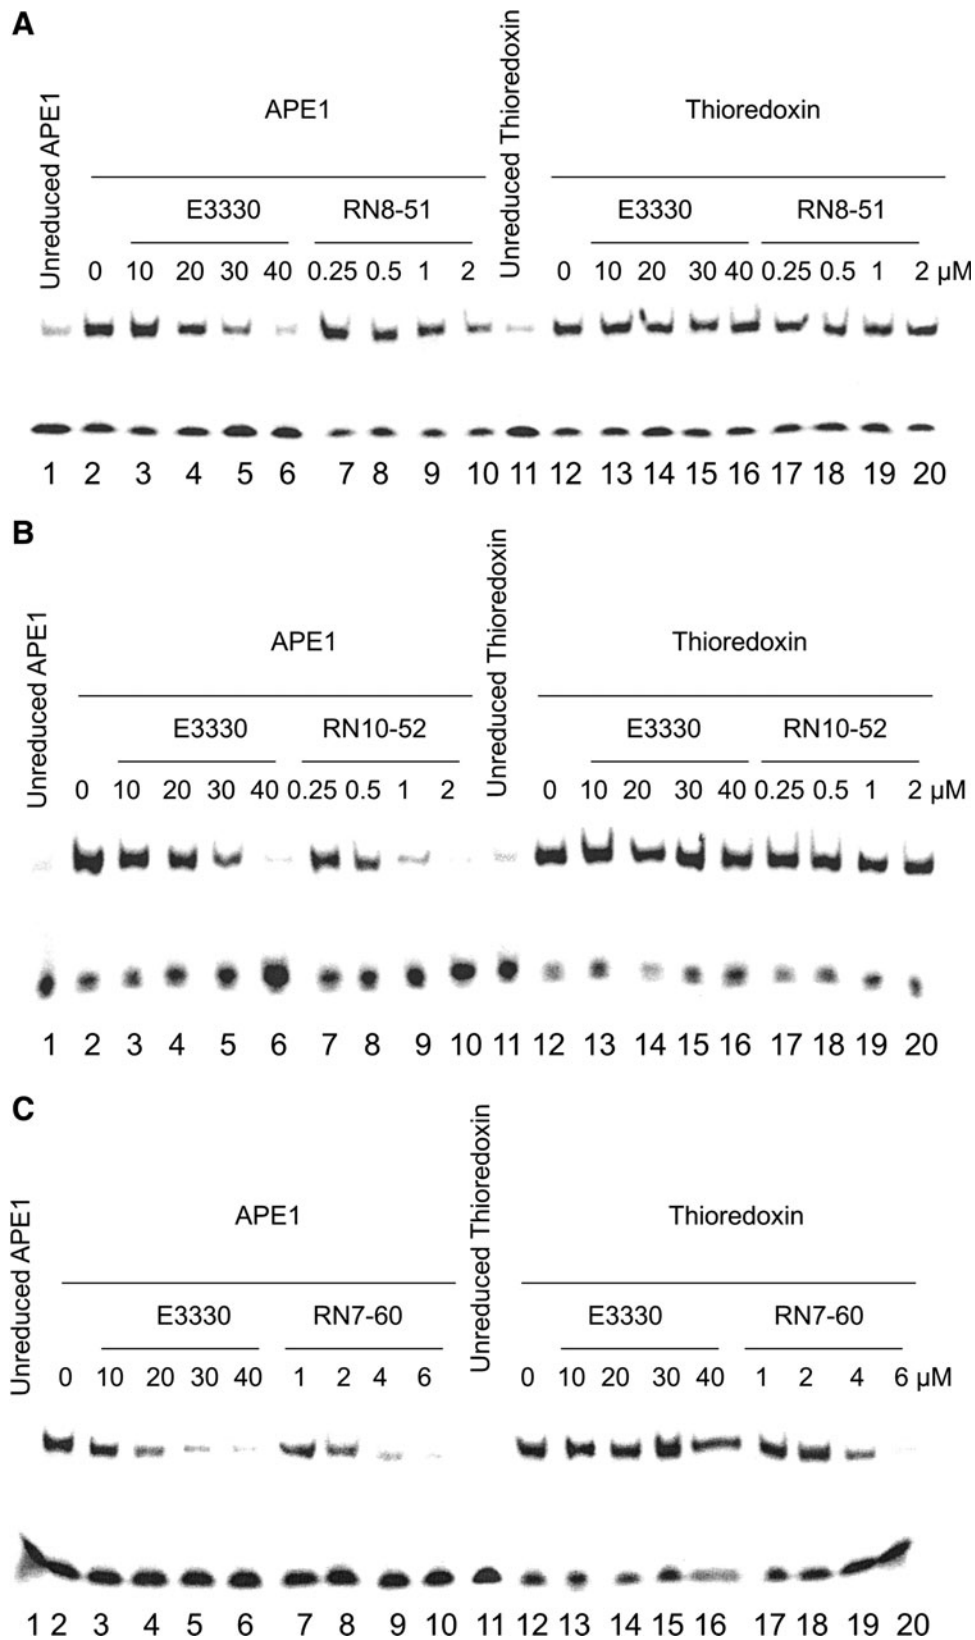 A
Unreduced APE1
APE1
Unreduced Thioredoxin
Thioredoxin
E3330 RN8-51 E3330 RN8-51
0 10 20 30 40 0.25 0.5 1 2 0 10 20 30 40 0.25 0.5 1 2 µM
1 2 3 4 5 6 7 8 9 10 11 12 13 14 15 16 17 18 19 20
B
Unreduced APE1
APE1
Unreduced Thioredoxin
Thioredoxin
E3330 RN10-52 E3330 RN10-52
0 10 20 30 40 0.25 0.5 1 2 0 10 20 30 40 0.25 0.5 1 2 µM
1 2 3 4 5 6 7 8 9 10 11 12 13 14 15 16 17 18 19 20
C
Unreduced APE1
APE1
Unreduced Thioredoxin
Thioredoxin
E3330 RN7-60 E3330 RN7-60
0 10 20 30 40 1 2 4 6 0 10 20 30 40 1 2 4 6 µM
1 2 3 4 5 6 7 8 9 10 11 12 13 14 15 16 17 18 19 20